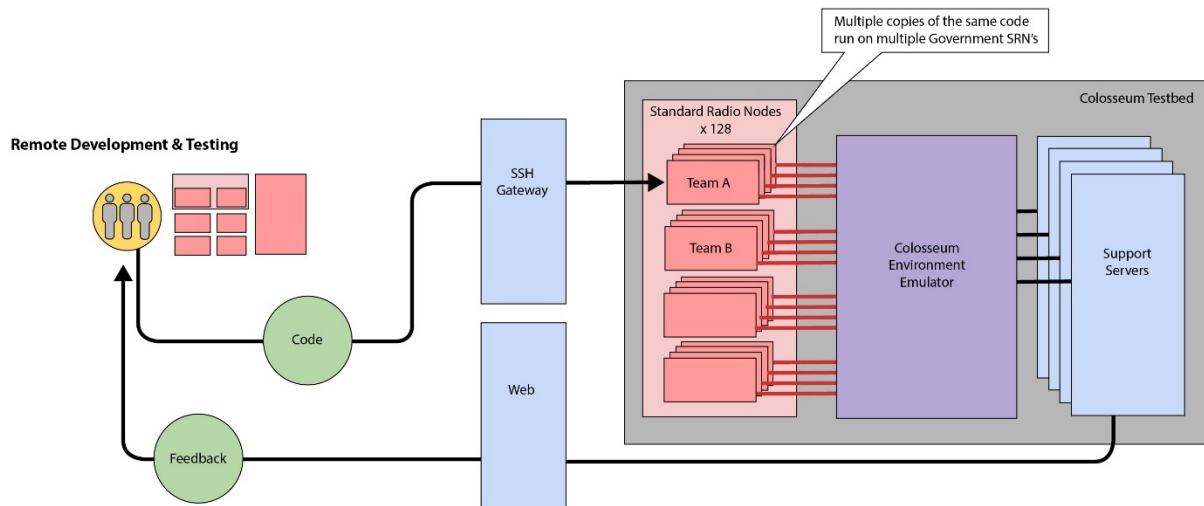 Multiple copies of the same code
run on multiple Government SRN's
Colosseum Testbed
Standard Radio Nodes
x 128
Remote Development & Testing
SSH
Gateway
Team A
Team B
Colosseum
Environment
Emulator
Support
Servers
Code
Web
Feedback